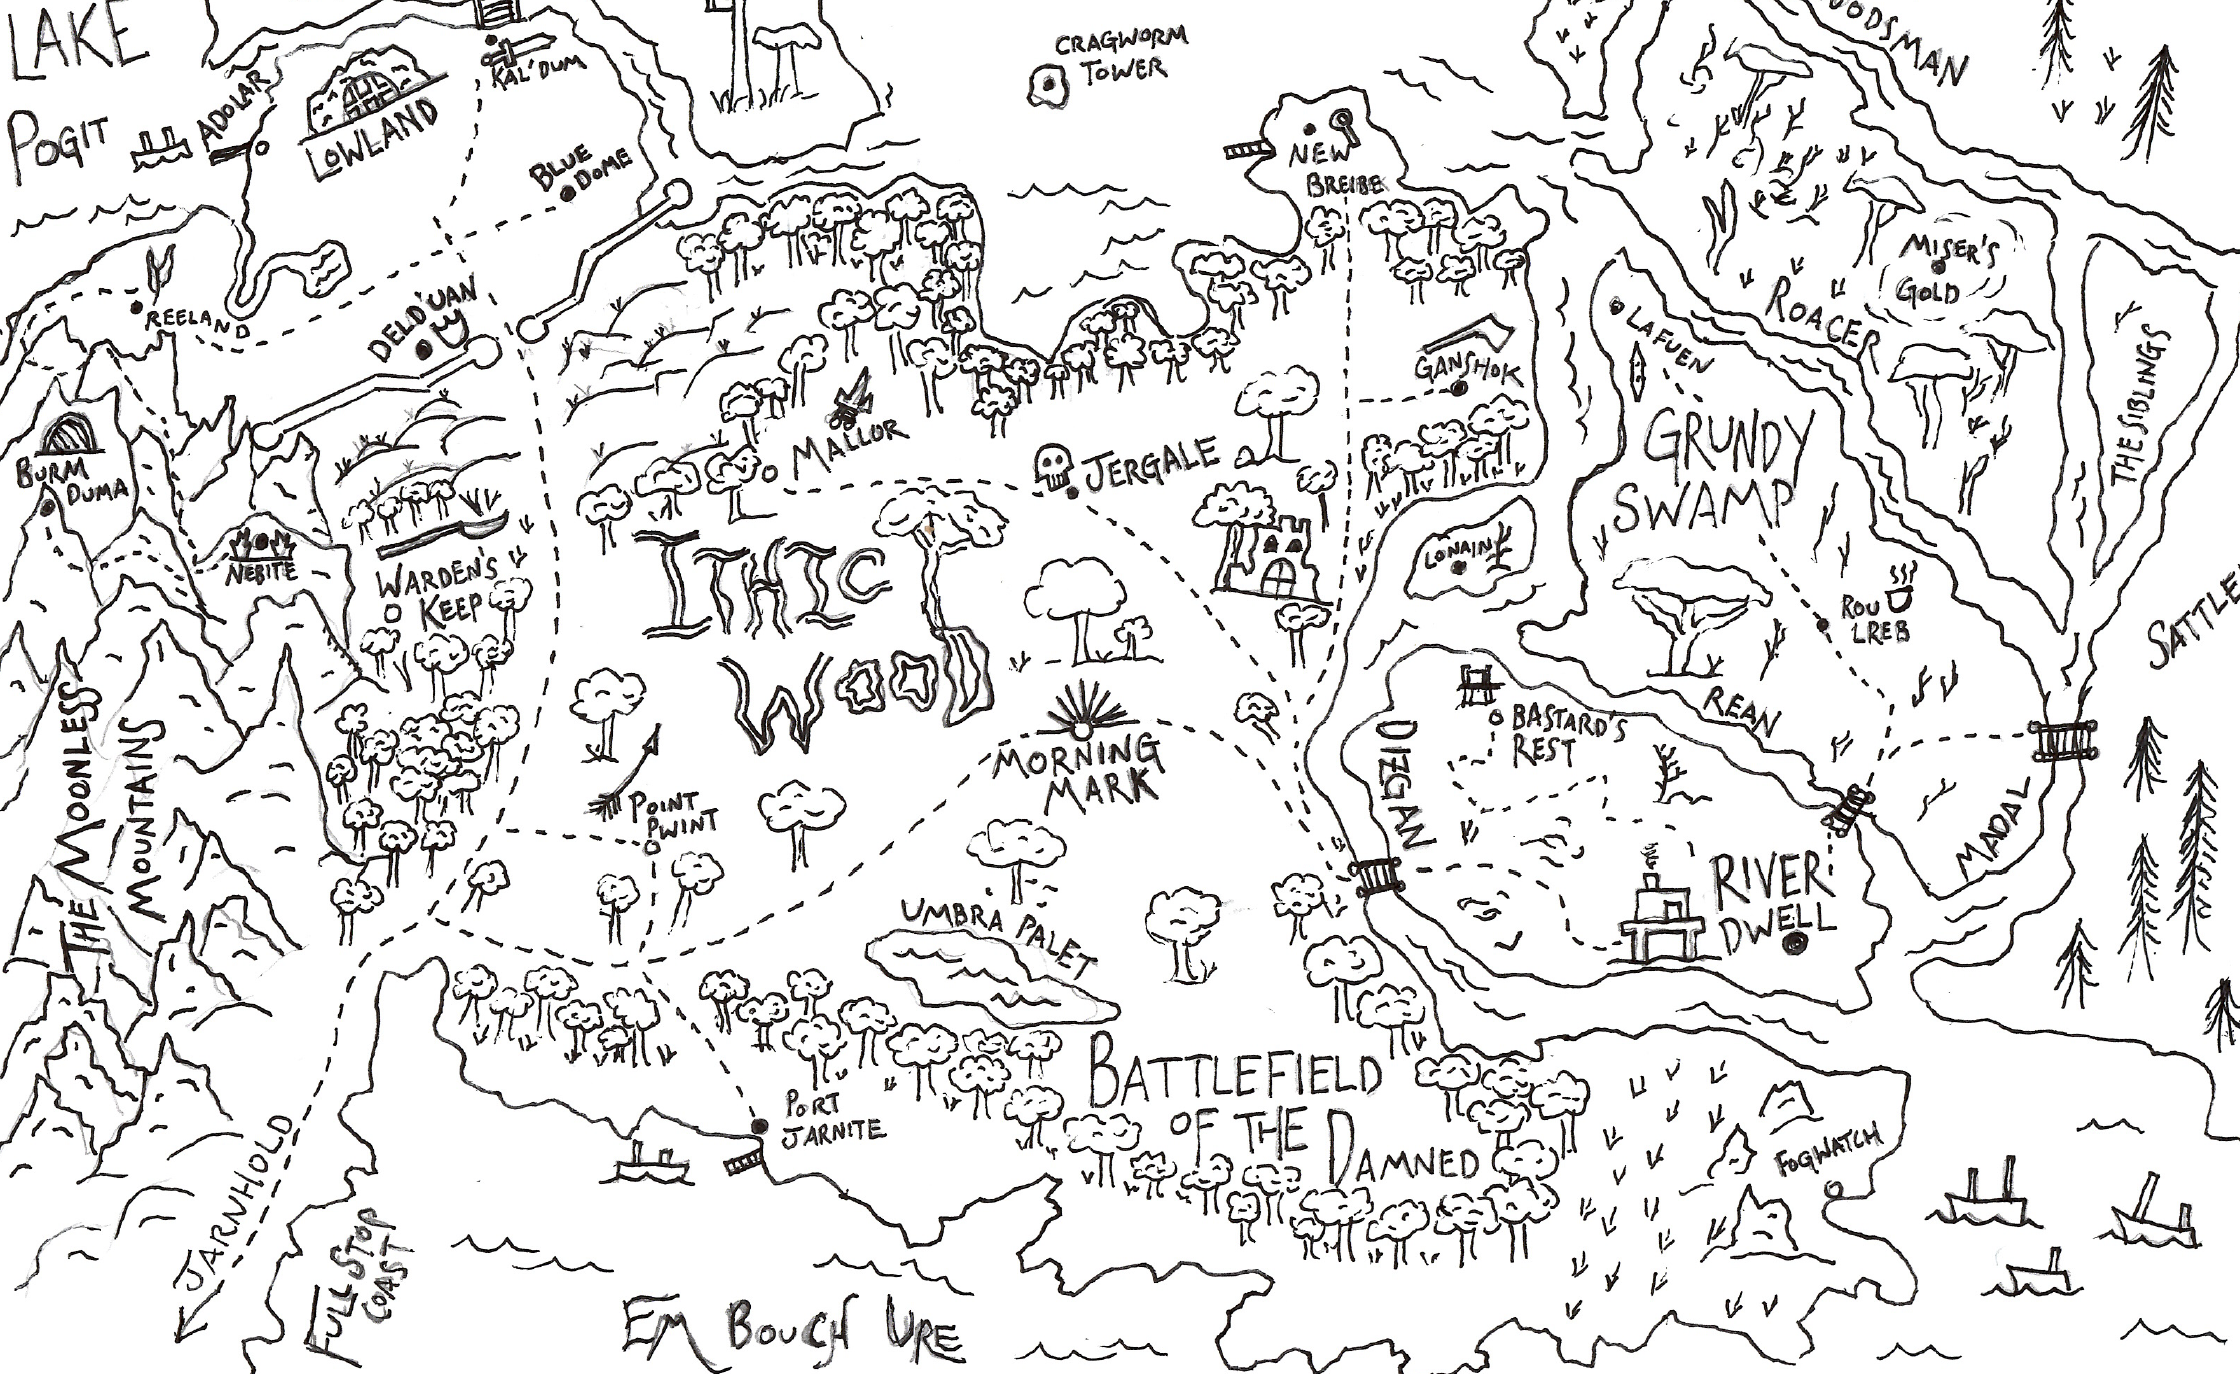 LAKE
POGIT
ADOLAR
LOWLAND
KAL'DUM
BLUE
DOME
CRAGWORM
TOWER
NEW
BREIBE
MISER'S
GOLD
ROACER
THE SIBLINGS
REELAND
DELD'UAN
LAFUEN
GANSHOK
GRUNDY
SWAMP
MALLOR
JERGALE
BURM
DUMA
NEBITE
WARDEN'S
KEEP
ITHIC
WOOD
LONAIN
ROU
LREB
REAN
BASTARD'S
REST
DIZGAN
THE MOONLESS
MOUNTAINS
MORNING
MARK
POINT
PWINT
MADAL
RIVER
DWELL
UMBRA PALET
BATTLEFIELD
OF THE
DAMNED
PORT
JARNITE
FOGWATCH
JARNHOLD
FULL STOP
COAST
EM BOUCH URE